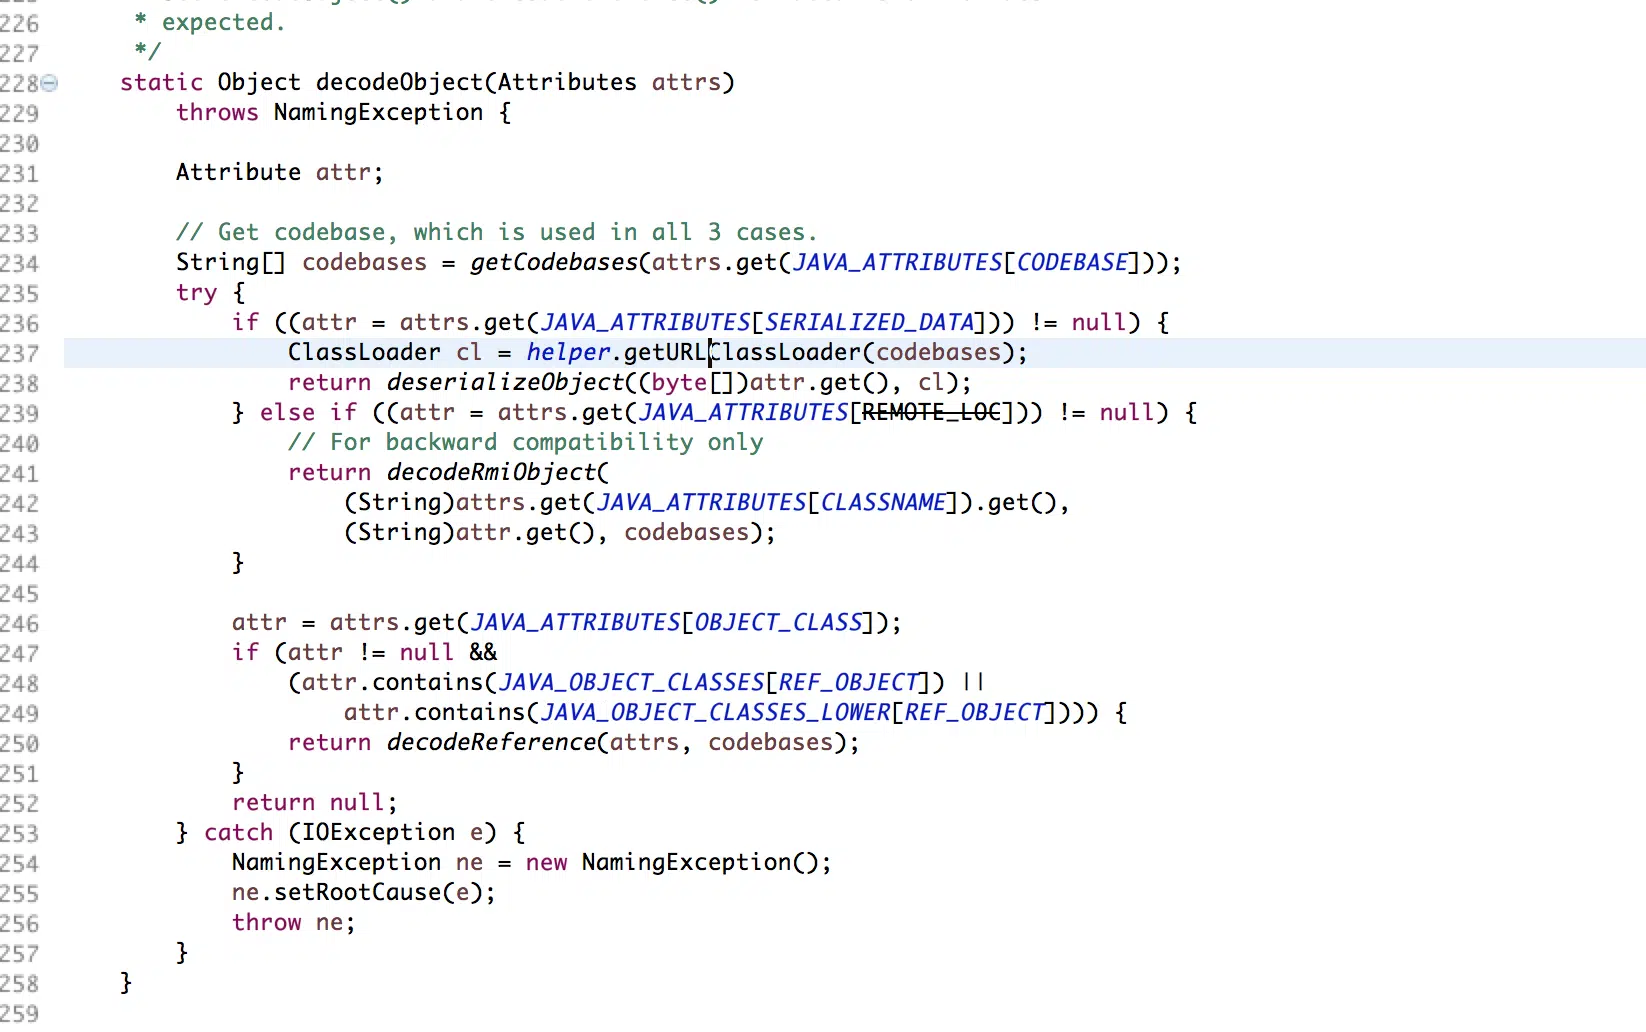 226 * expected.
227 */
228 static Object decodeObject(Attributes attrs)
229 throws NamingException {
230
231 Attribute attr;
232
233 // Get codebase, which is used in all 3 cases.
234 String[] codebases = getCodebases(attrs.get(JAVA_ATTRIBUTES[CODEBASE]));
235 try {
236 if ((attr = attrs.get(JAVA_ATTRIBUTES[SERIALIZED_DATA])) != null) {
237 ClassLoader cl = helper.getURLClassLoader(codebases);
238 return deserializeObject((byte[])attr.get(), cl);
239 } else if ((attr = attrs.get(JAVA_ATTRIBUTES[REMOTE_LOC])) != null) {
240 // For backward compatibility only
241 return decodeRmiObject(
242 (String)attrs.get(JAVA_ATTRIBUTES[CLASSNAME]).get(),
243 (String)attr.get(), codebases);
244 }
245
246 attr = attrs.get(JAVA_ATTRIBUTES[OBJECT_CLASS]);
247 if (attr != null &&
248 (attr.contains(JAVA_OBJECT_CLASSES[REF_OBJECT]) ||
249 attr.contains(JAVA_OBJECT_CLASSES_LOWER[REF_OBJECT]))) {
250 return decodeReference(attrs, codebases);
251 }
252 return null;
253 } catch (IOException e) {
254 NamingException ne = new NamingException();
255 ne.setRootCause(e);
256 throw ne;
257 }
258 }
259